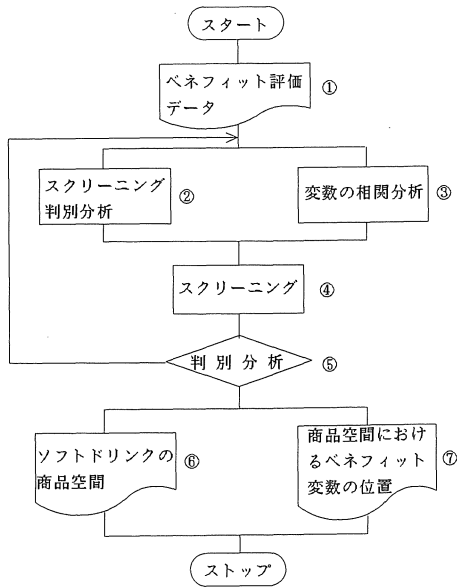 スタート
ベネフィット評価
データ
①
スクリーニング
判別分析
②
変数の相関分析
③
スクリーニング
④
判別分析
⑤
ソフトドリンクの
商品空間
⑥
商品空間におけ
るベネフィット
変数の位置
⑦
ストップ